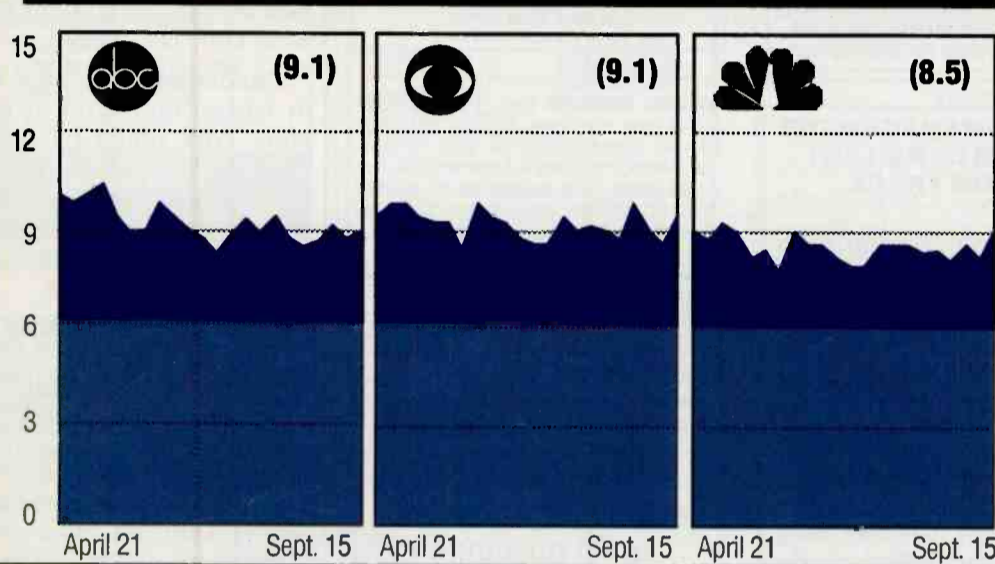 15
12
9
6
3
0
abc (9.1)
(9.1)
(8.5)
April 21 Sept. 15
April 21 Sept. 15
April 21 Sept. 15